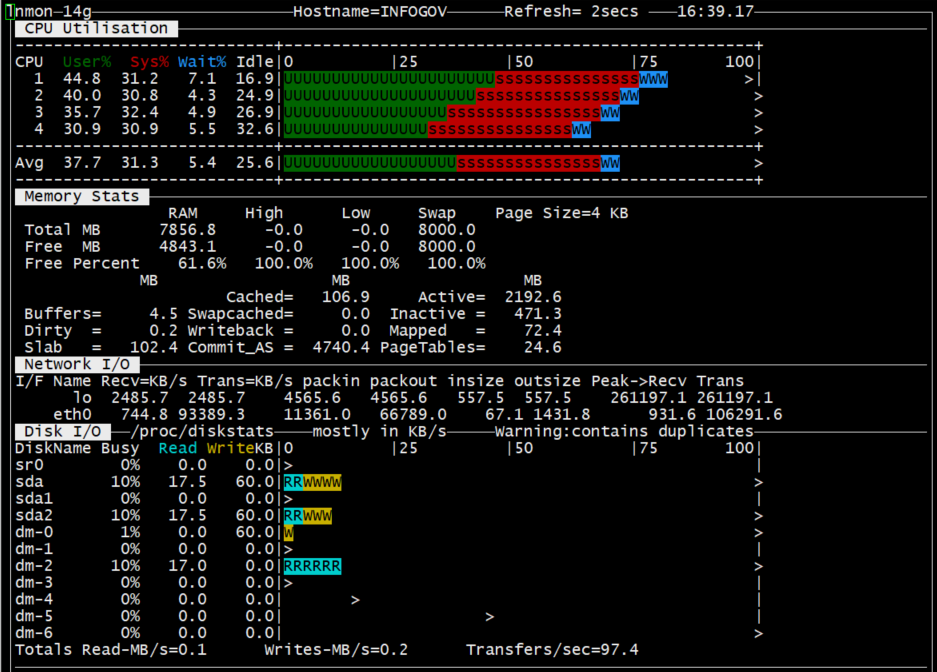 nmon-14g Hostname=INFOGOV Refresh= 2secs 16:39.17
CPU Utilisation
CPU User% Sys% Wait% Idle|0 |25 |50 |75 100|
1 44.8 31.2 7.1 16.9|UUUUUUUUUUUUUUUUUUUUUUsssssssssssssssWWW >|
2 40.0 30.8 4.3 24.9|UUUUUUUUUUUUUUUUUUUUsssssssssssssssWW >
3 35.7 32.4 4.9 26.9|UUUUUUUUUUUUUUUUUssssssssssssssssWW >
4 30.9 30.9 5.5 32.6|UUUUUUUUUUUUUUUsssssssssssssssWW >
Avg 37.7 31.3 5.4 25.6|UUUUUUUUUUUUUUUUUUsssssssssssssssWW >
Memory Stats
RAM High Low Swap Page Size=4 KB
Total MB 7856.8 -0.0 -0.0 8000.0
Free MB 4843.1 -0.0 -0.0 8000.0
Free Percent 61.6% 100.0% 100.0% 100.0%
MB MB MB
Cached= 106.9 Active= 2192.6
Buffers= 4.5 Swapcached= 0.0 Inactive = 471.3
Dirty = 0.2 Writeback = 0.0 Mapped = 72.4
Slab = 102.4 Commit_AS = 4740.4 PageTables= 24.6
Network I/O
I/F Name Recv=KB/s Trans=KB/s packin packout insize outsize Peak->Recv Trans
lo 2485.7 2485.7 4565.6 4565.6 557.5 557.5 261197.1 261197.1
eth0 744.8 93389.3 11361.0 66789.0 67.1 1431.8 931.6 106291.6
Disk I/O /proc/diskstats mostly in KB/s Warning:contains duplicates
DiskName Busy Read WriteKB|0 |25 |50 |75 100|
sr0 0% 0.0 0.0|> |
sda 10% 17.5 60.0|RRWWWW >
sda1 0% 0.0 0.0|> |
sda2 10% 17.5 60.0|RRWWW >
dm-0 1% 0.0 60.0|W >
dm-1 0% 0.0 0.0|> |
dm-2 10% 17.0 0.0|RRRRRR >
dm-3 0% 0.0 0.0|> |
dm-4 0% 0.0 0.0| > |
dm-5 0% 0.0 0.0| > |
dm-6 0% 0.0 0.0| >
Totals Read-MB/s=0.1 Writes-MB/s=0.2 Transfers/sec=97.4